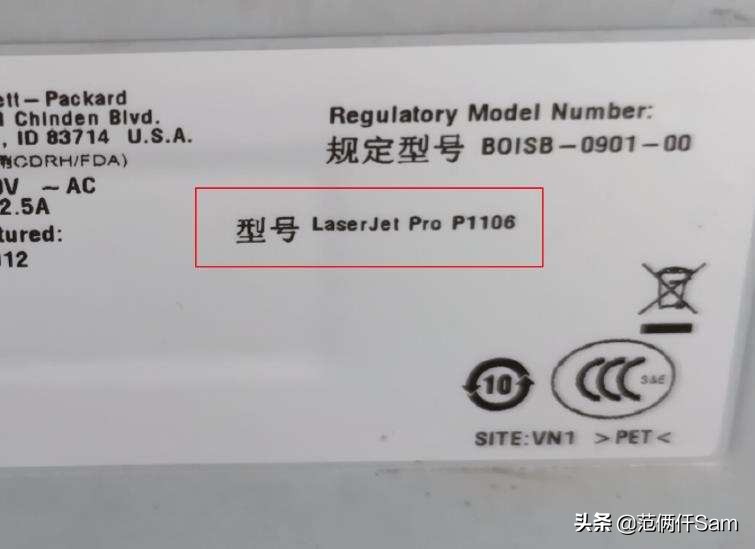 ett-Packard
Chinden Blvd.
, ID 83714 U.S.A.
(CDRH/FDA)
0V ~ AC
2.5A
tured:
012
Regulatory Model Number:
规定型号 BOISB-0901-00
型号 LaserJet Pro P1106
10
CCC S&E
SITE:VN1 >PET<
头条 @范俩仟Sam